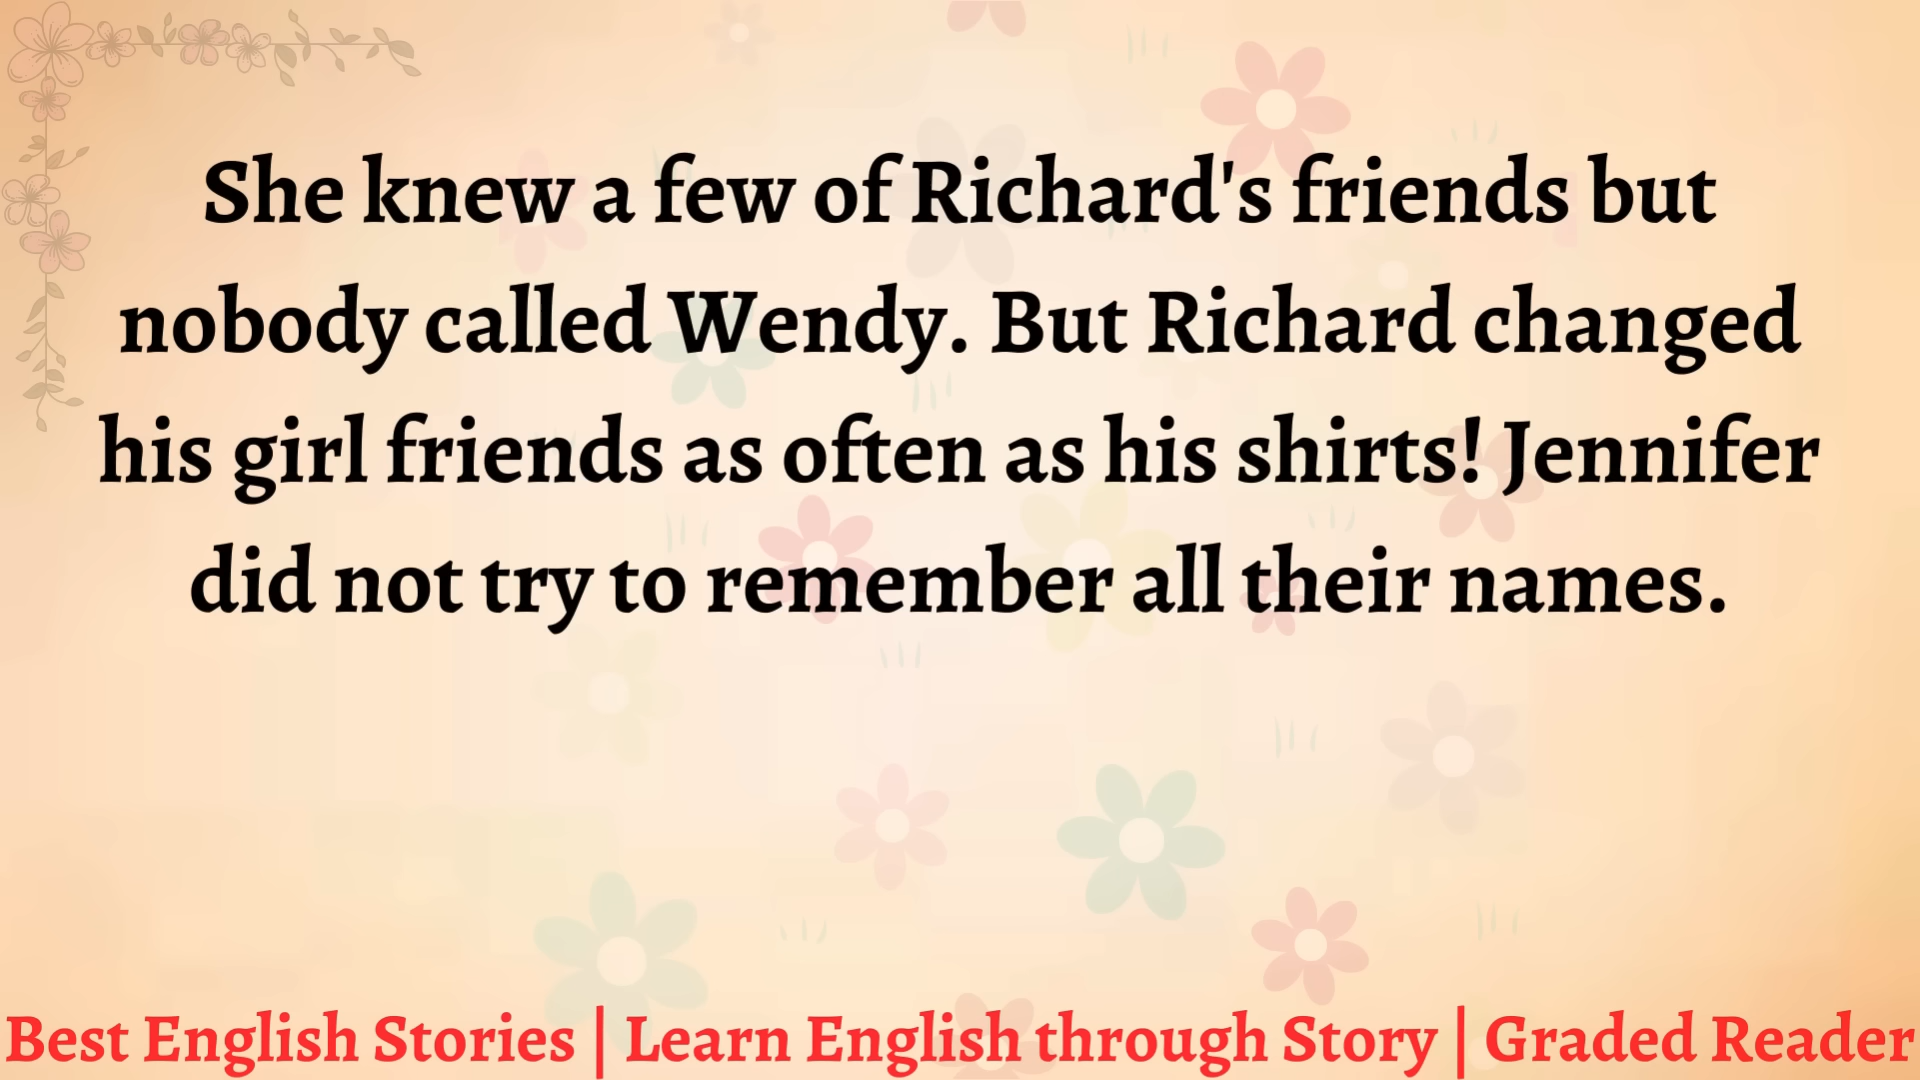 She knew a few of Richard's friends but
nobody called Wendy. But Richard changed
his girl friends as often as his shirts! Jennifer
did not try to remember all their names.
Best English Stories | Learn English through Story | Graded Reader